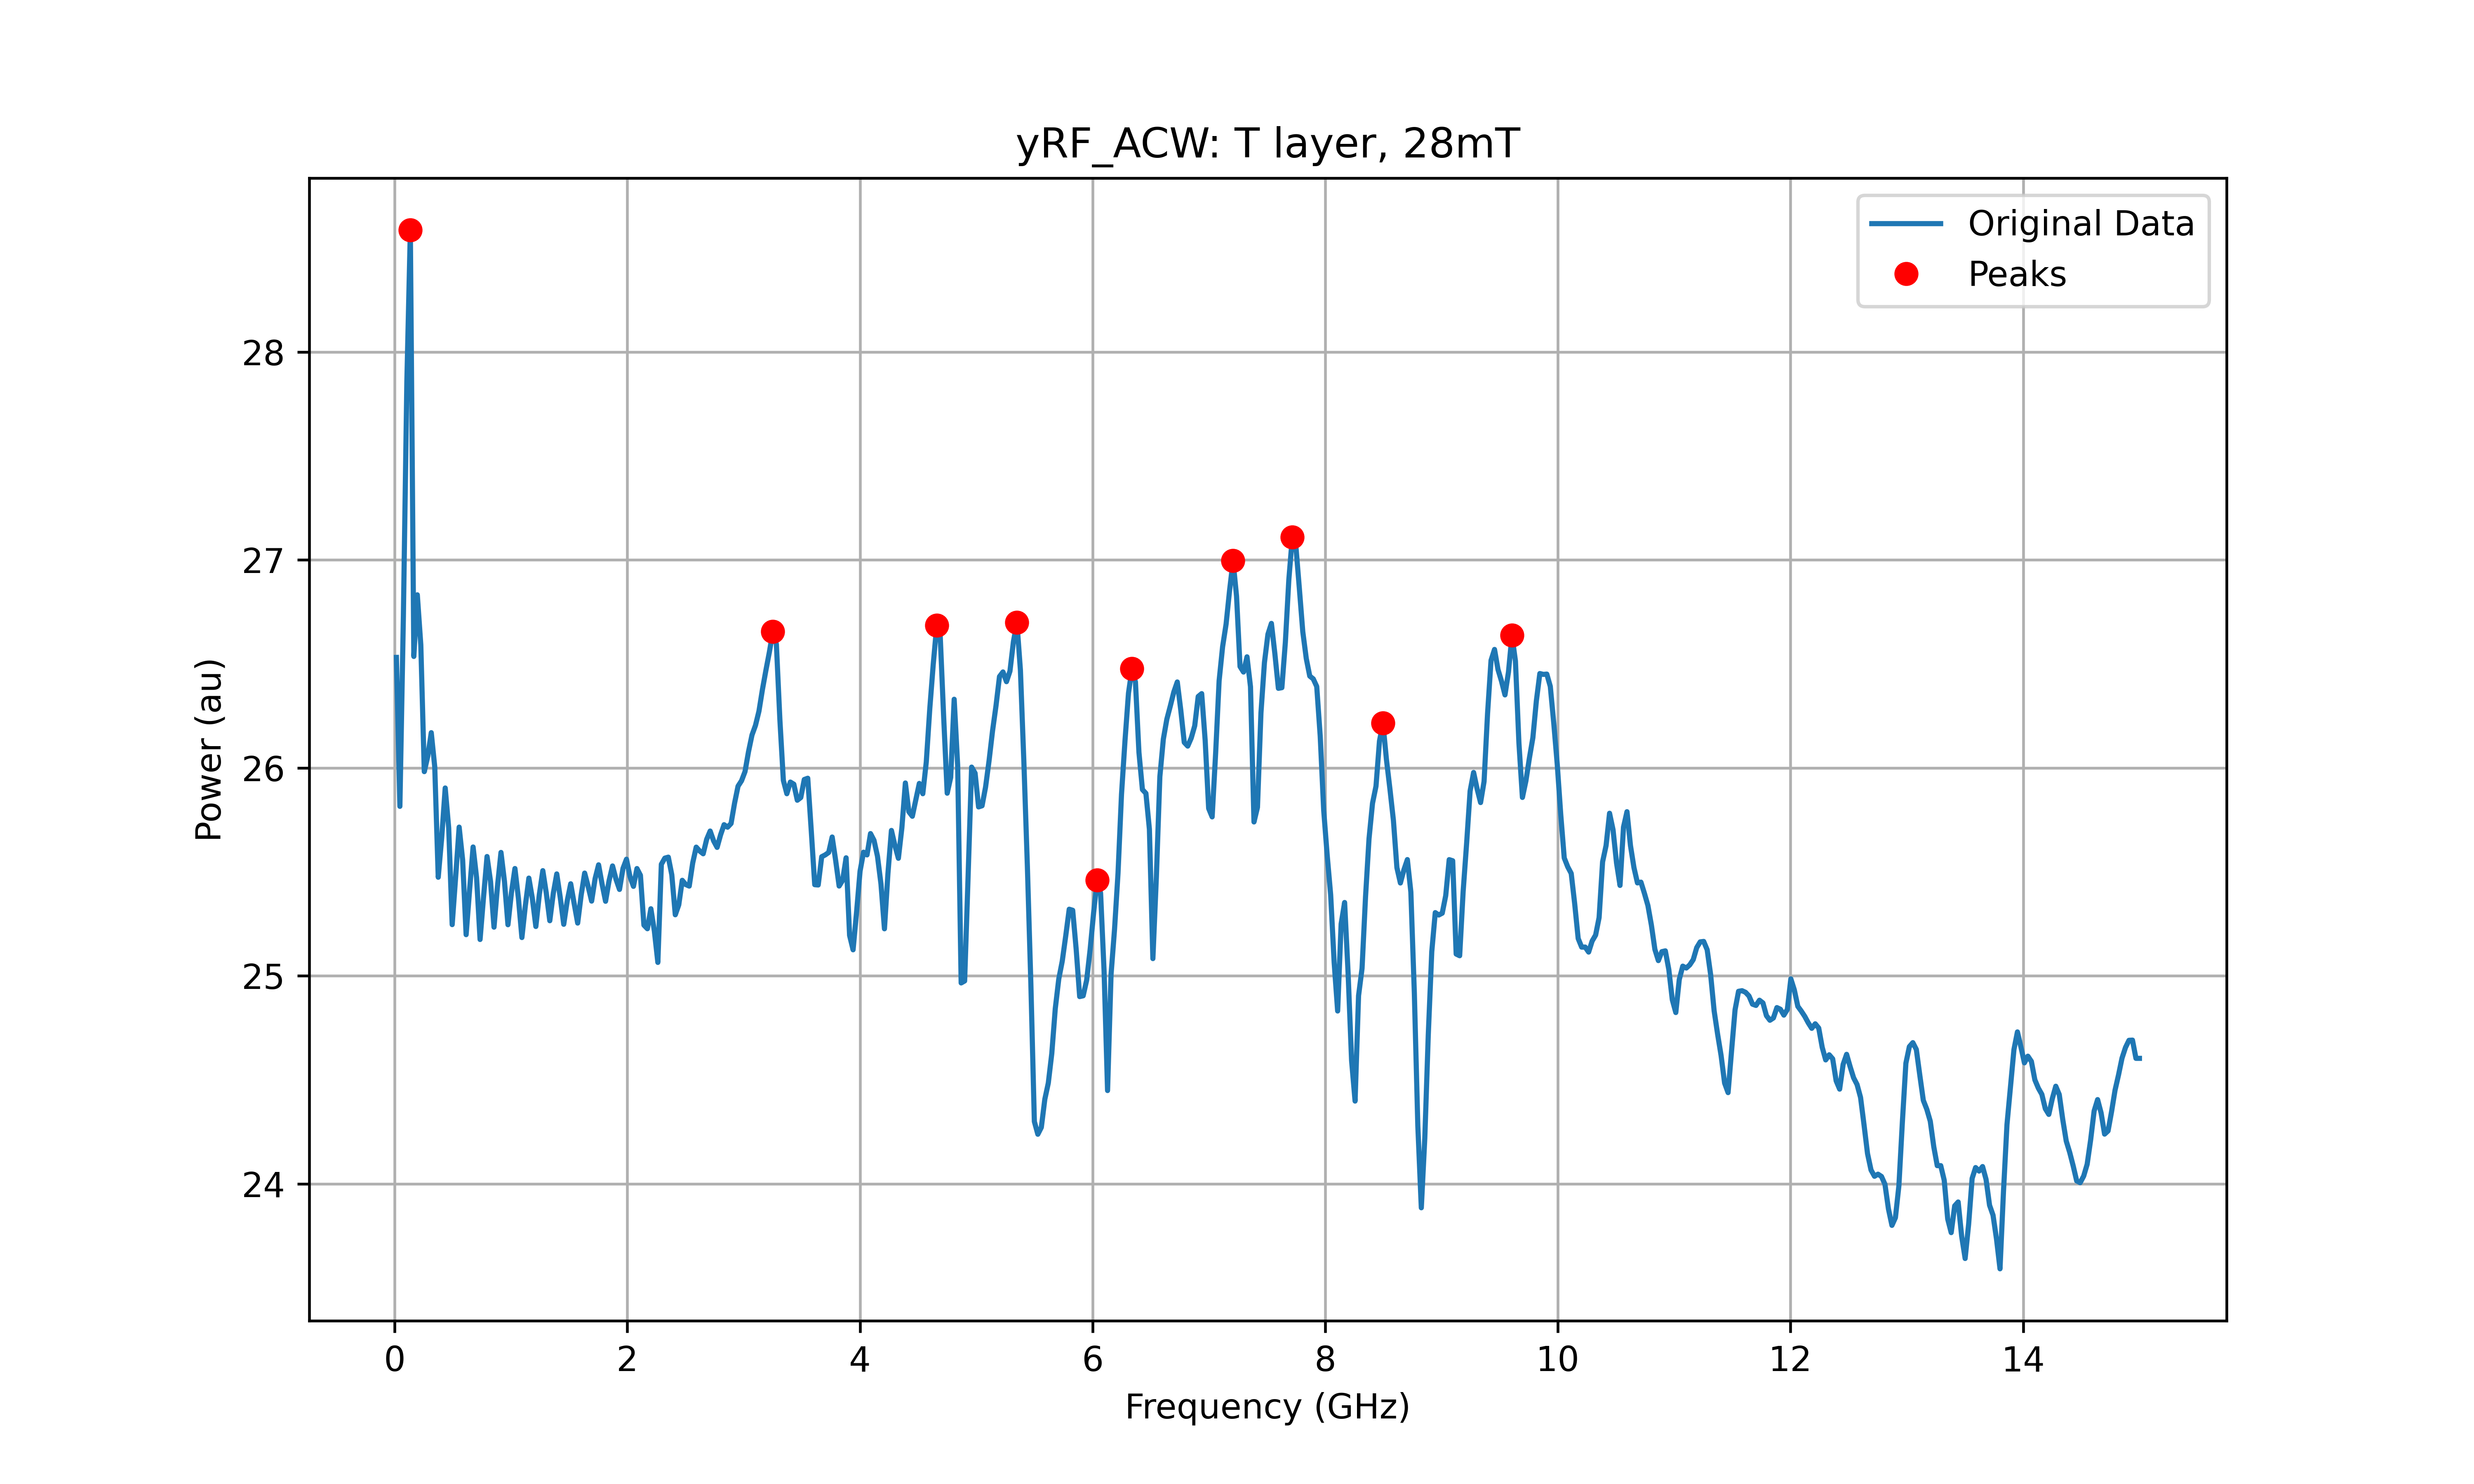 yRF_ACW: T layer, 28mT
Original Data
Peaks
Power (au)
28
27
26
25
24
0 2 4 6 8 10 12 14
Frequency (GHz)